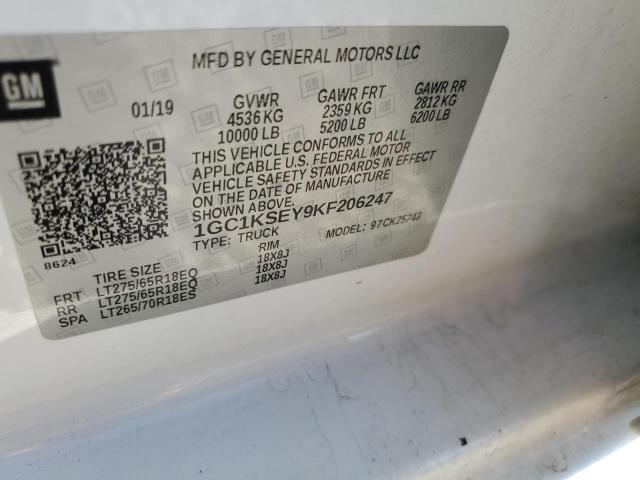 GM
MFD BY GENERAL MOTORS LLC
01/19 GVWR GAWR FRT GAWR RR
4536 KG 2359 KG 2812 KG
10000 LB 5200 LB 6200 LB
THIS VEHICLE CONFORMS TO ALL
APPLICABLE U.S. FEDERAL MOTOR
VEHICLE SAFETY STANDARDS IN
EFFECT ON THE DATE OF MANUFACTURE
SHOWN ABOVE.
1GC1KSEY9KF206247
TYPE: TRUCK MODEL: 97CK25743
8624
TIRE SIZE RIM
FRT LT275/65R18EO 18X8J
RR LT275/65R18EO 18X8J
SPA LT265/70R18ES 18X8J